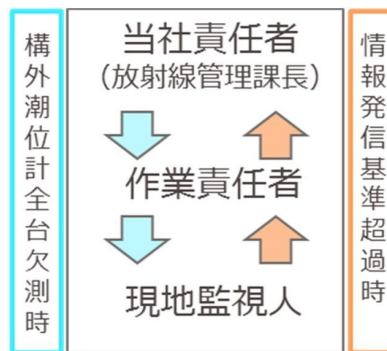 構外潮位計全台欠測時
当社責任者
（放射線管理課長）
作業責任者
現地監視人
情報発信基準超過時